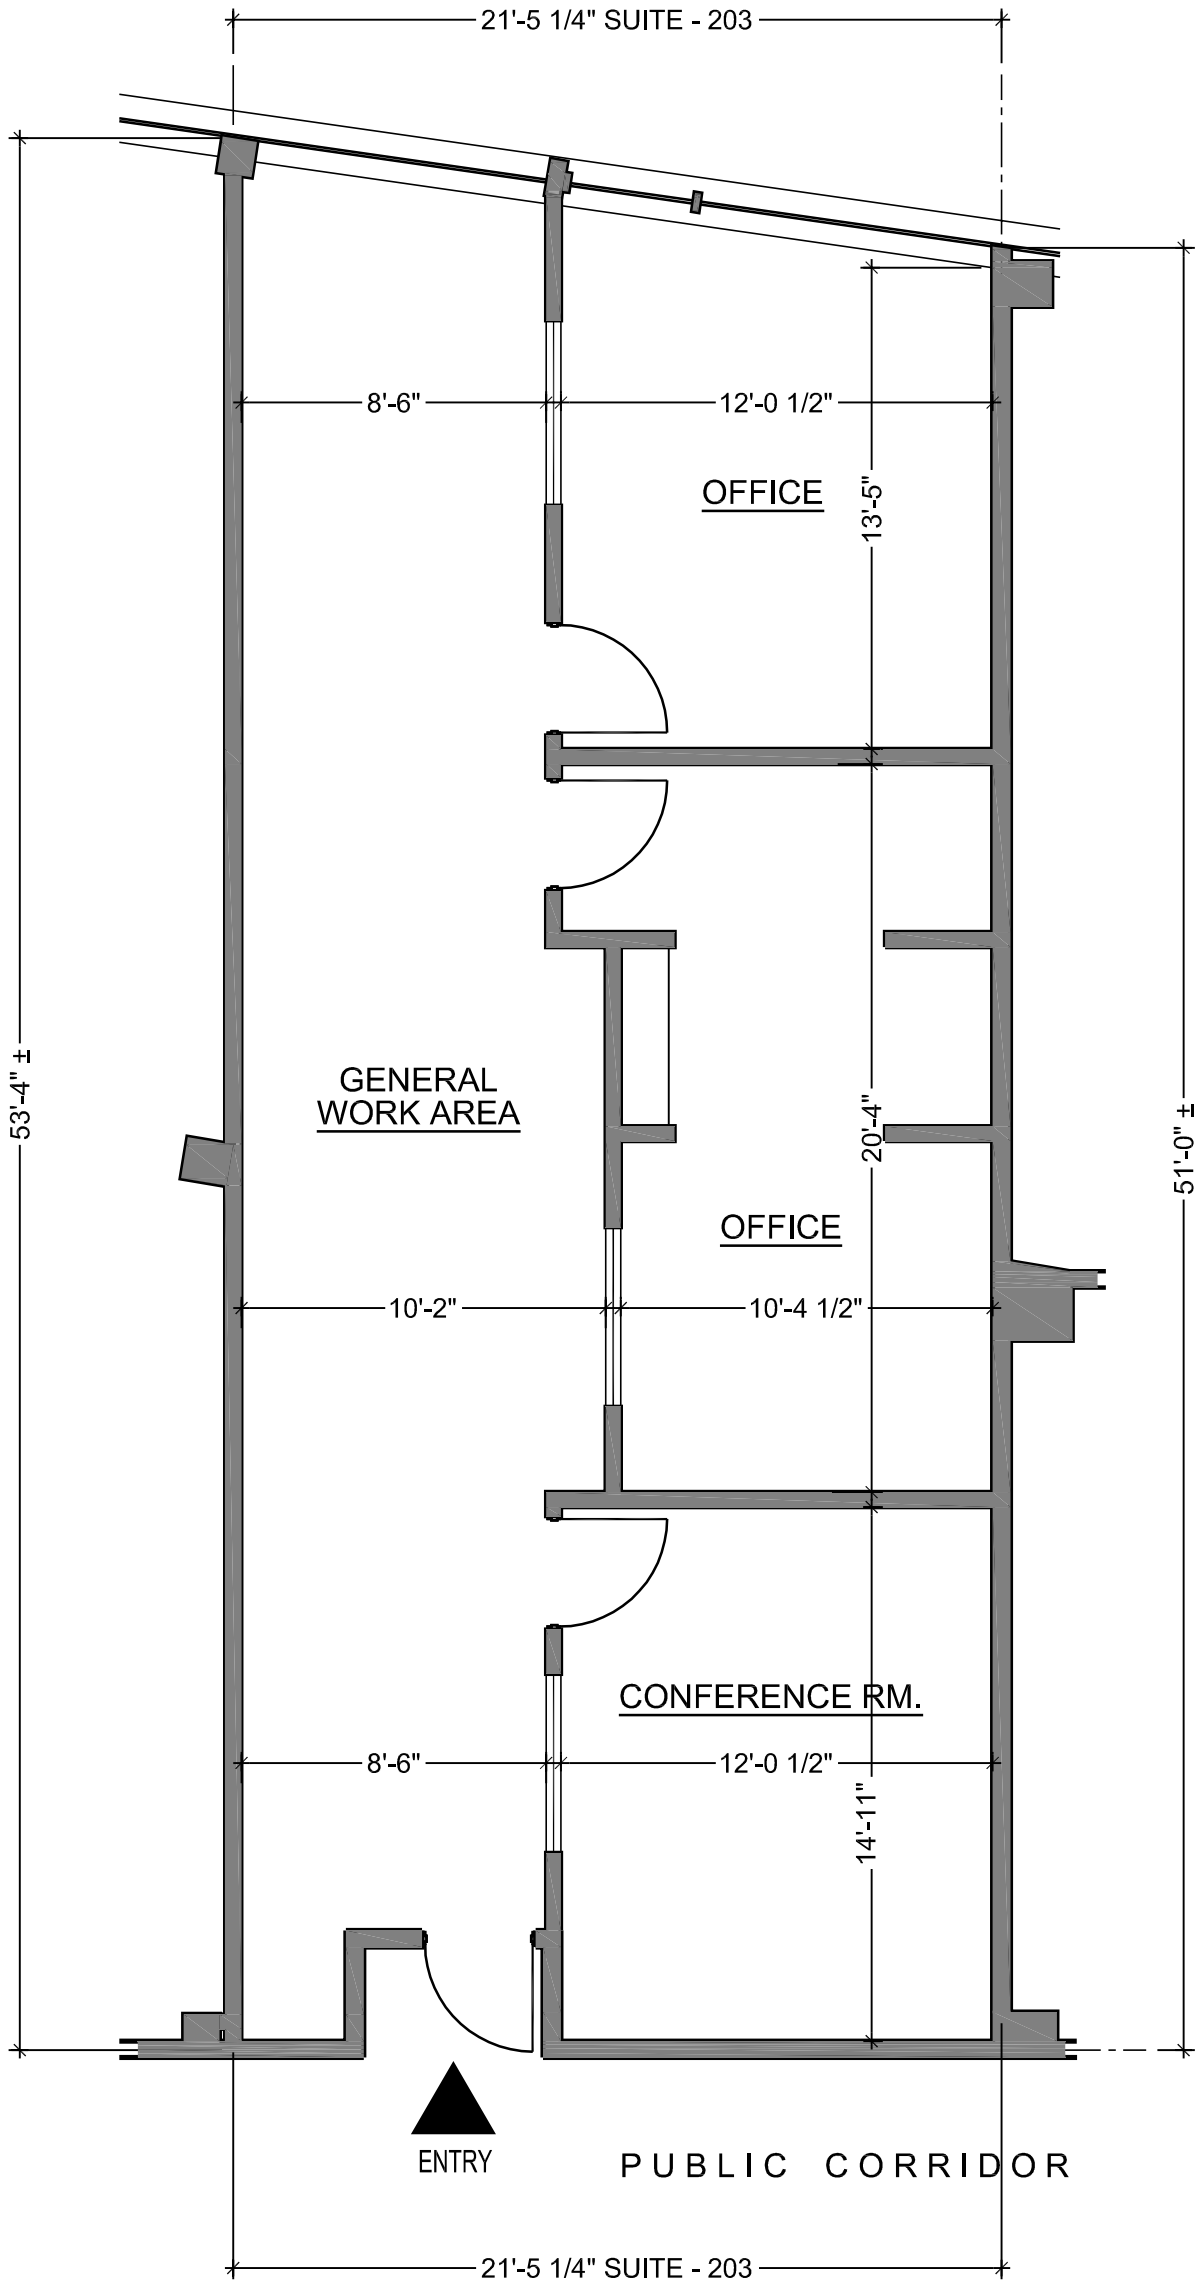 21'-5 1/4" SUITE - 203
8'-6"
12'-0 1/2"
OFFICE
13'-5"
53'-4" ±
GENERAL
WORK AREA
20'-4"
51'-0" ±
OFFICE
10'-2"
10'-4 1/2"
CONFERENCE RM.
8'-6"
12'-0 1/2"
14'-11"
ENTRY
PUBLIC CORRIDOR
21'-5 1/4" SUITE - 203